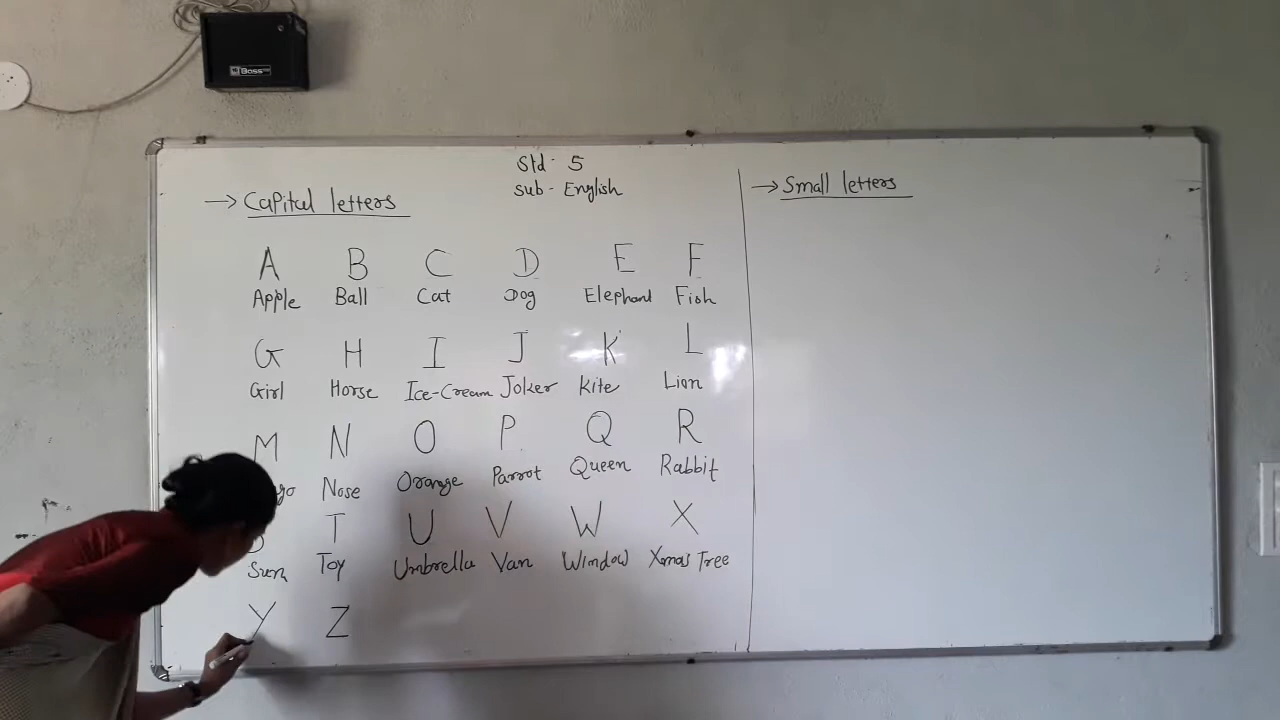 Boss
Std - 5
Sub - English
→ Capital letters
A B C D E F
Apple Ball Cat Dog Elephant Fish
G H I J K L
Girl Horse Ice-Cream Joker Kite Lion
M N O P Q R
Nose Orange Parrot Queen Rabbit
T U V W X
Sun Toy Umbrella Van Window Xmas Tree
Y Z
→ Small letters